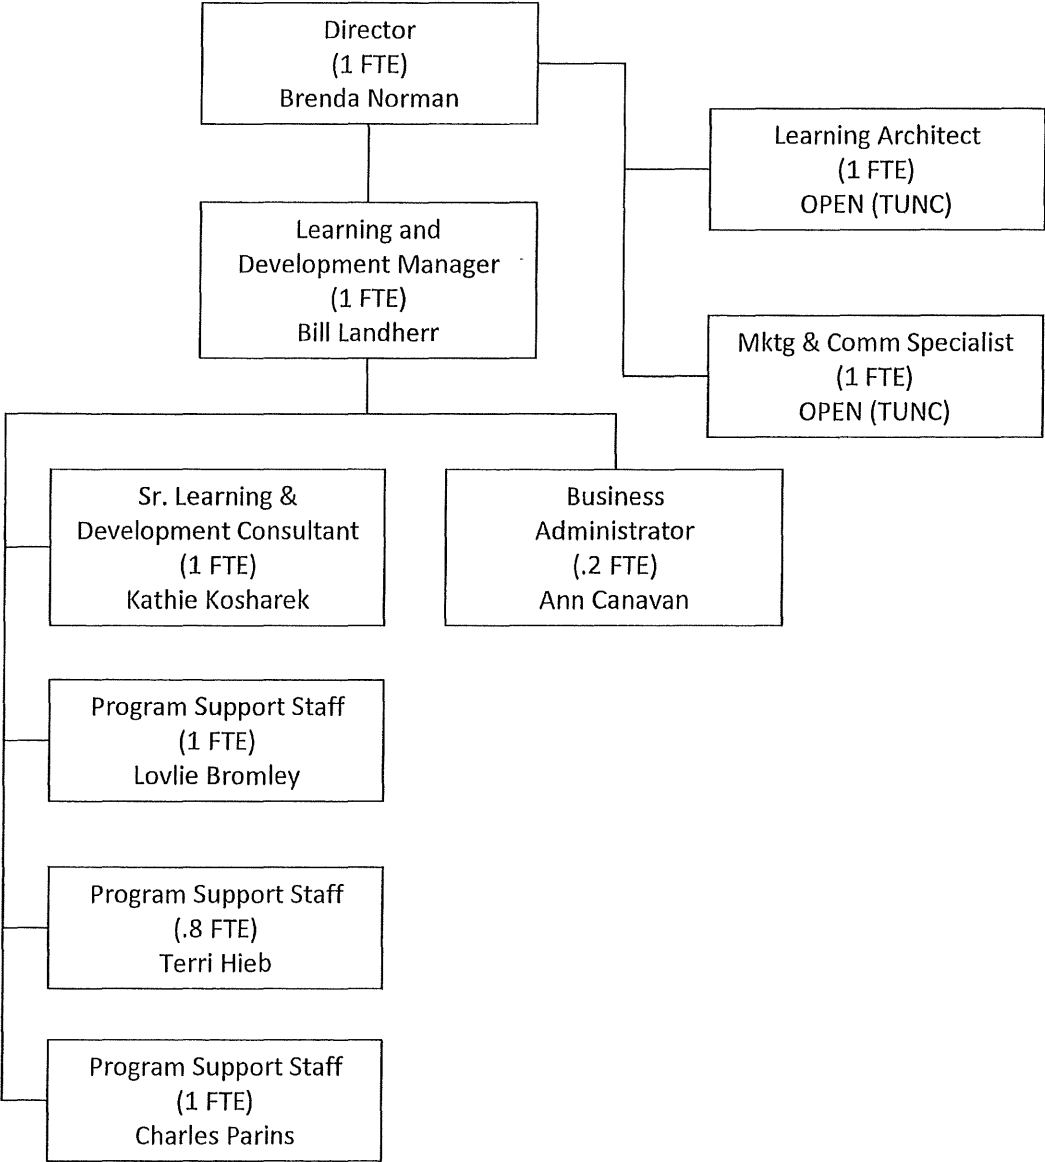 Director
(1 FTE)
Brenda Norman
Learning Architect
(1 FTE)
OPEN (TUNC)
Learning and
Development Manager
(1 FTE)
Bill Landherr
Mktg & Comm Specialist
(1 FTE)
OPEN (TUNC)
Sr. Learning &
Development Consultant
(1 FTE)
Kathie Kosharek
Business
Administrator
(.2 FTE)
Ann Canavan
Program Support Staff
(1 FTE)
Lovlie Bromley
Program Support Staff
(.8 FTE)
Terri Hieb
Program Support Staff
(1 FTE)
Charles Parins